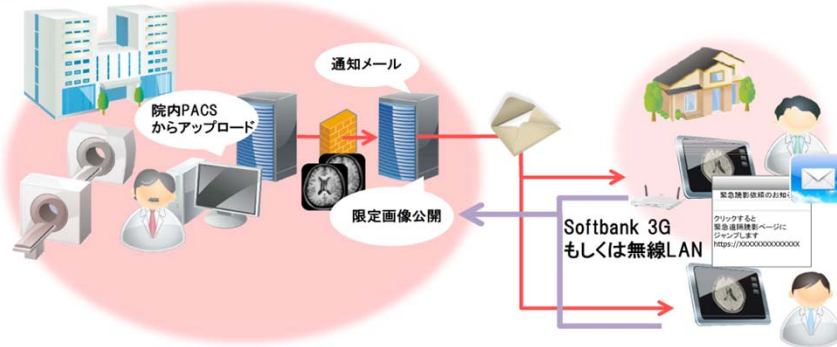 通知メール
院内PACS
からアップロード
限定画像公開
Softbank 3G
もしくは無線LAN
緊急読影依頼のお知ら
クリックすると
緊急遠隔読影ページに
ジャンプします
https://XXXXXXXXXXXXXX